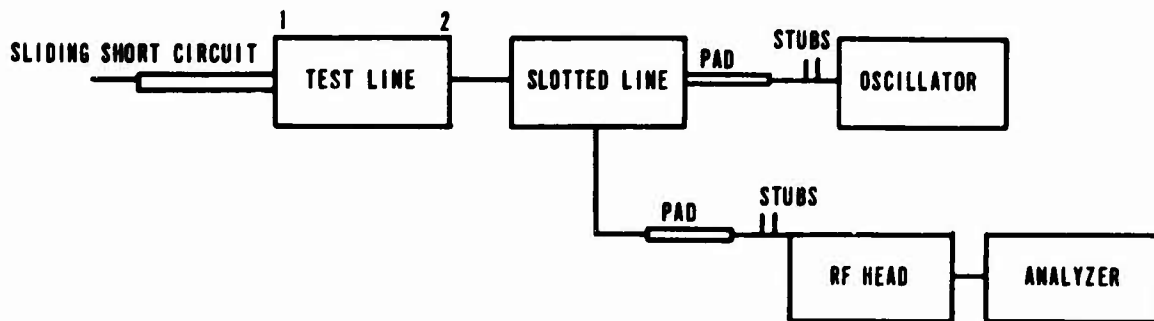 1 2
SLIDING SHORT CIRCUIT
TEST LINE
SLOTTED LINE
PAD
STUBS
OSCILLATOR
PAD
STUBS
RF HEAD
ANALYZER